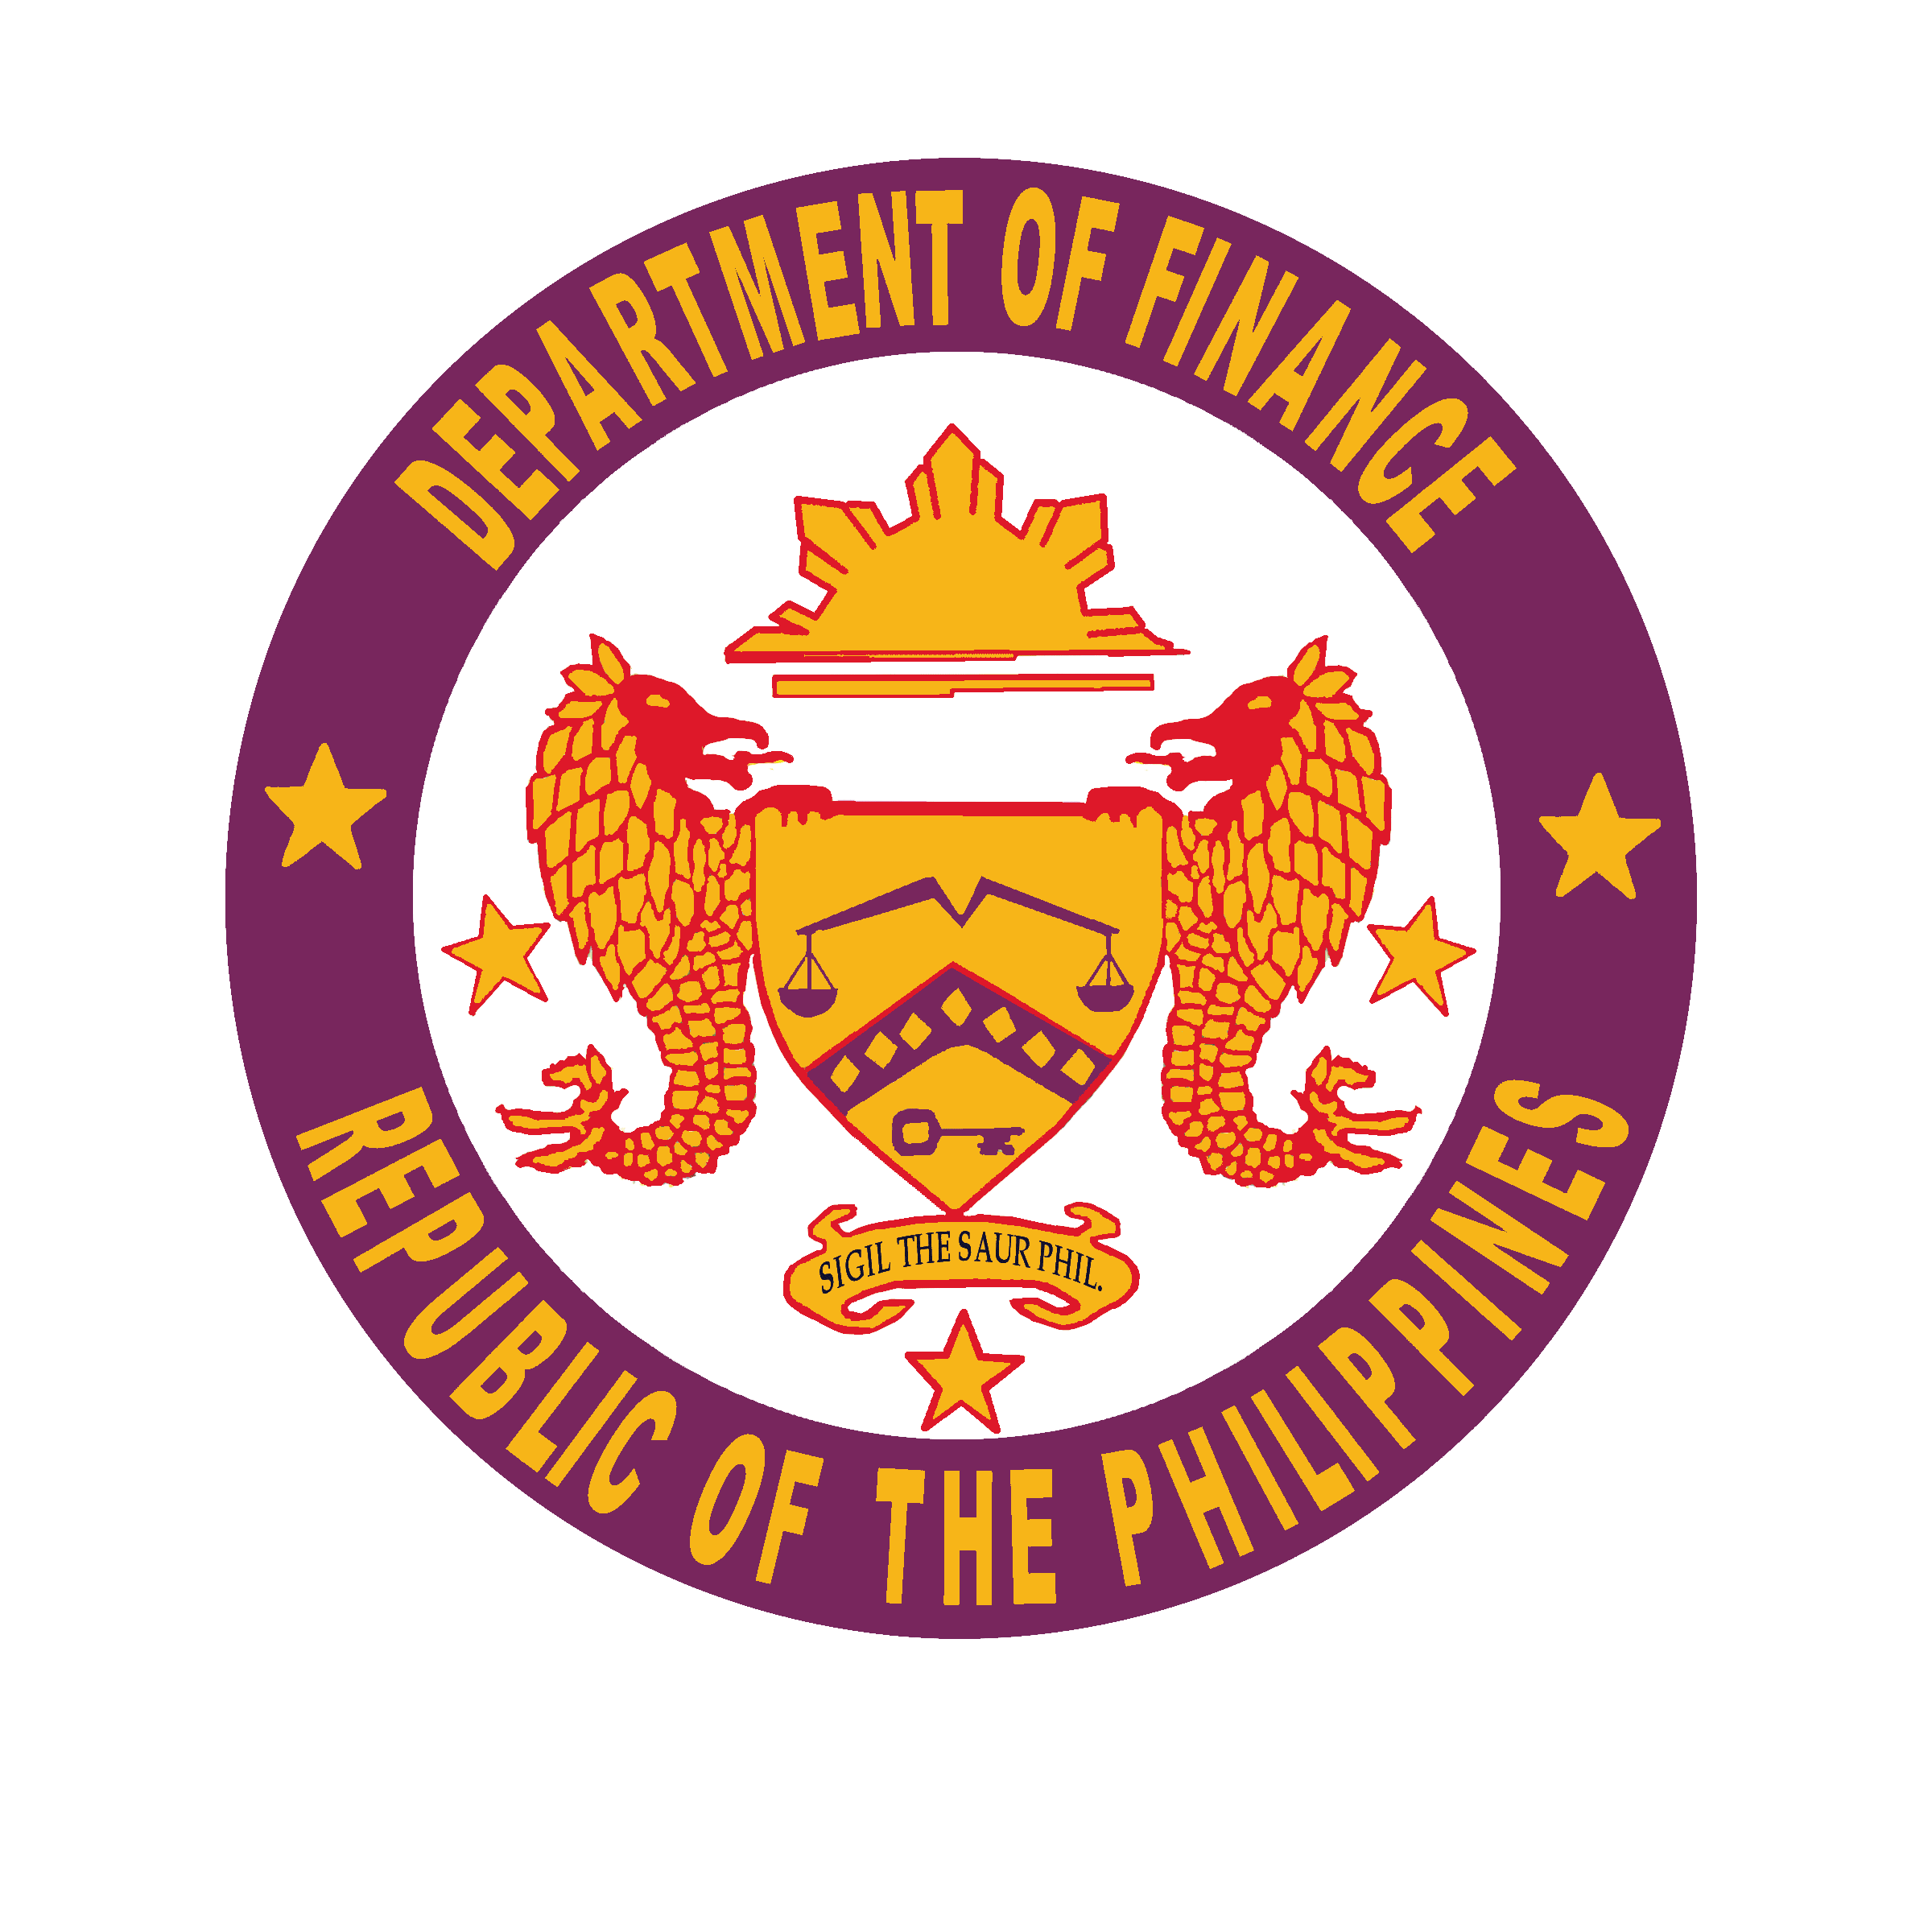 DEPARTMENT OF FINANCE
SIGIL THE SAUR PHIL.
REPUBLIC OF THE PHILIPPINES